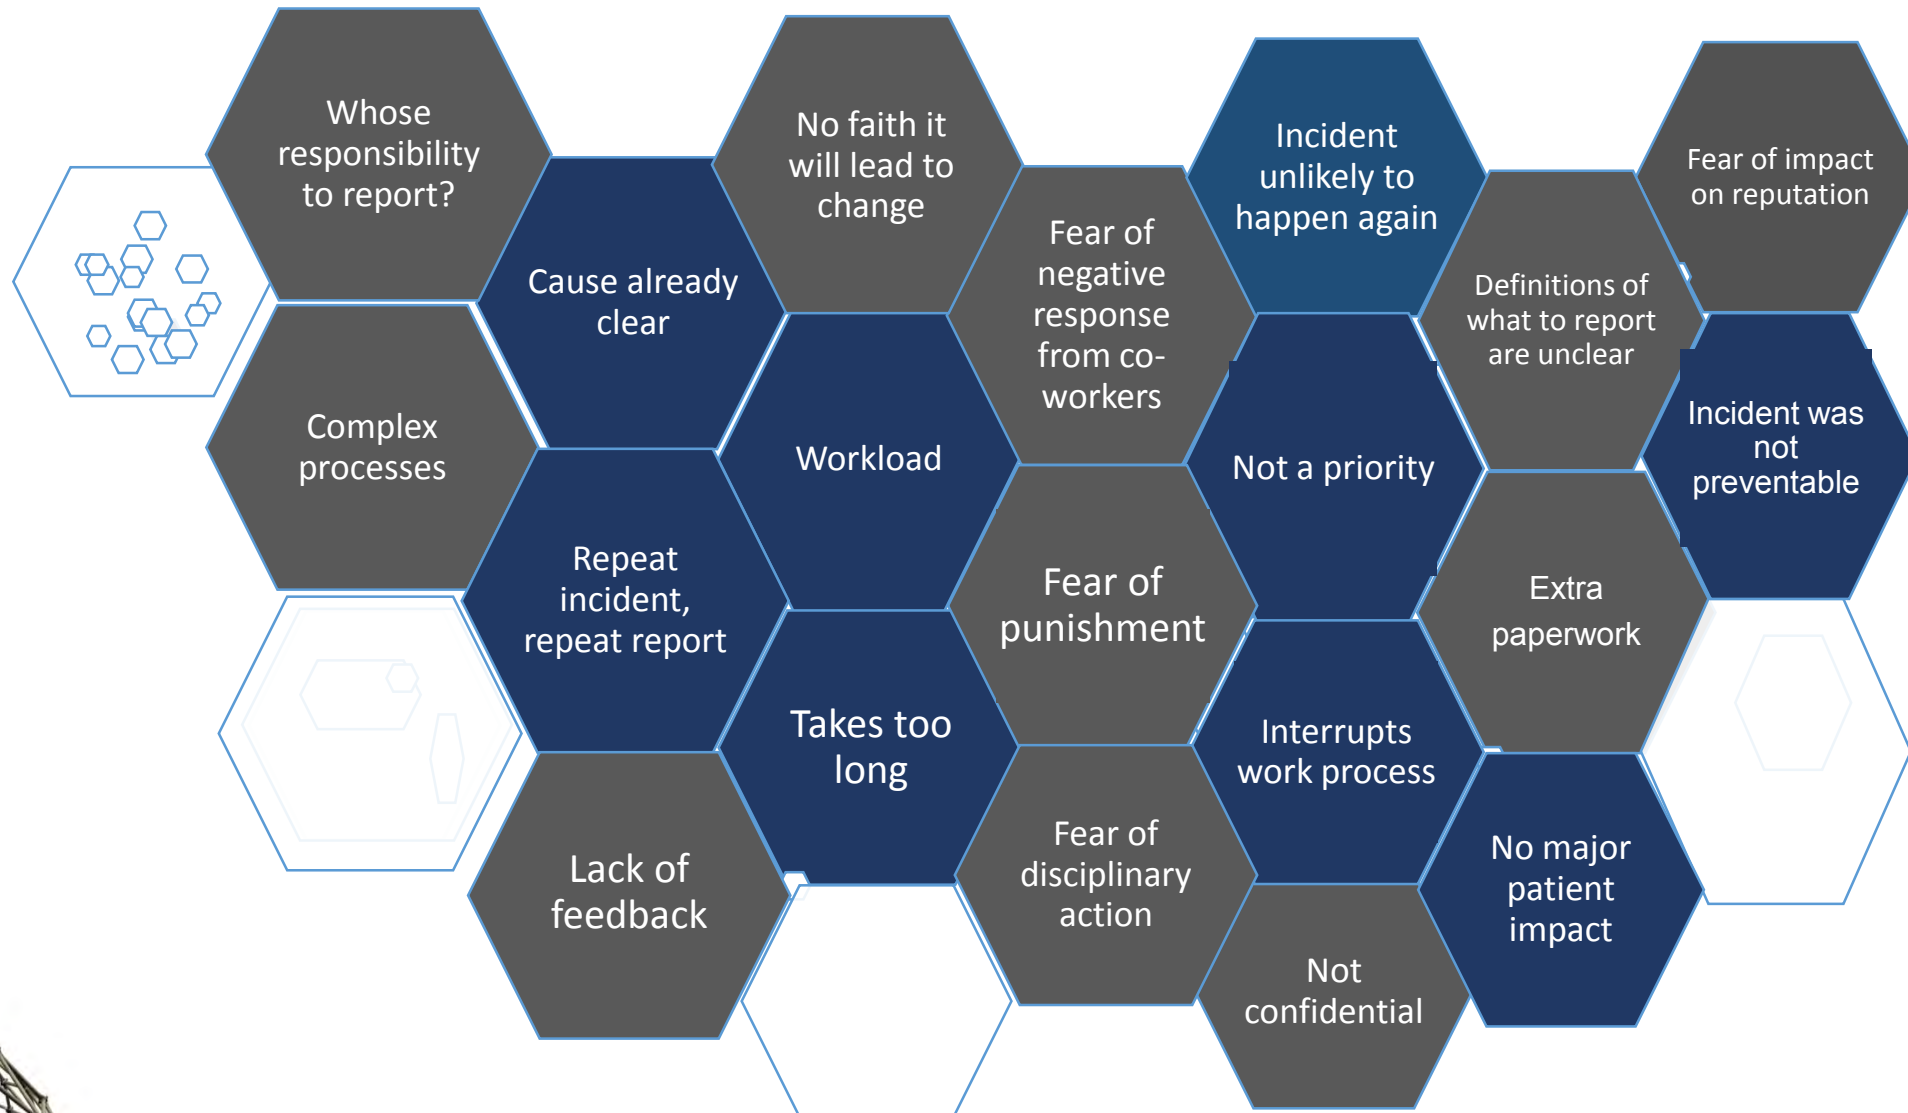 Whose
responsibility
to report?
No faith it
will lead to
change
Incident
unlikely to
happen again
Fear of impact
on reputation
Cause already
clear
Fear of
negative
response
from co-
workers
Definitions of
what to report
are unclear
Complex
processes
Workload
Not a priority
Incident was
not
preventable
Repeat
incident,
repeat report
Fear of
punishment
Extra
paperwork
Takes too
long
Interrupts
work process
Lack of
feedback
Fear of
disciplinary
action
No major
patient
impact
Not
confidential